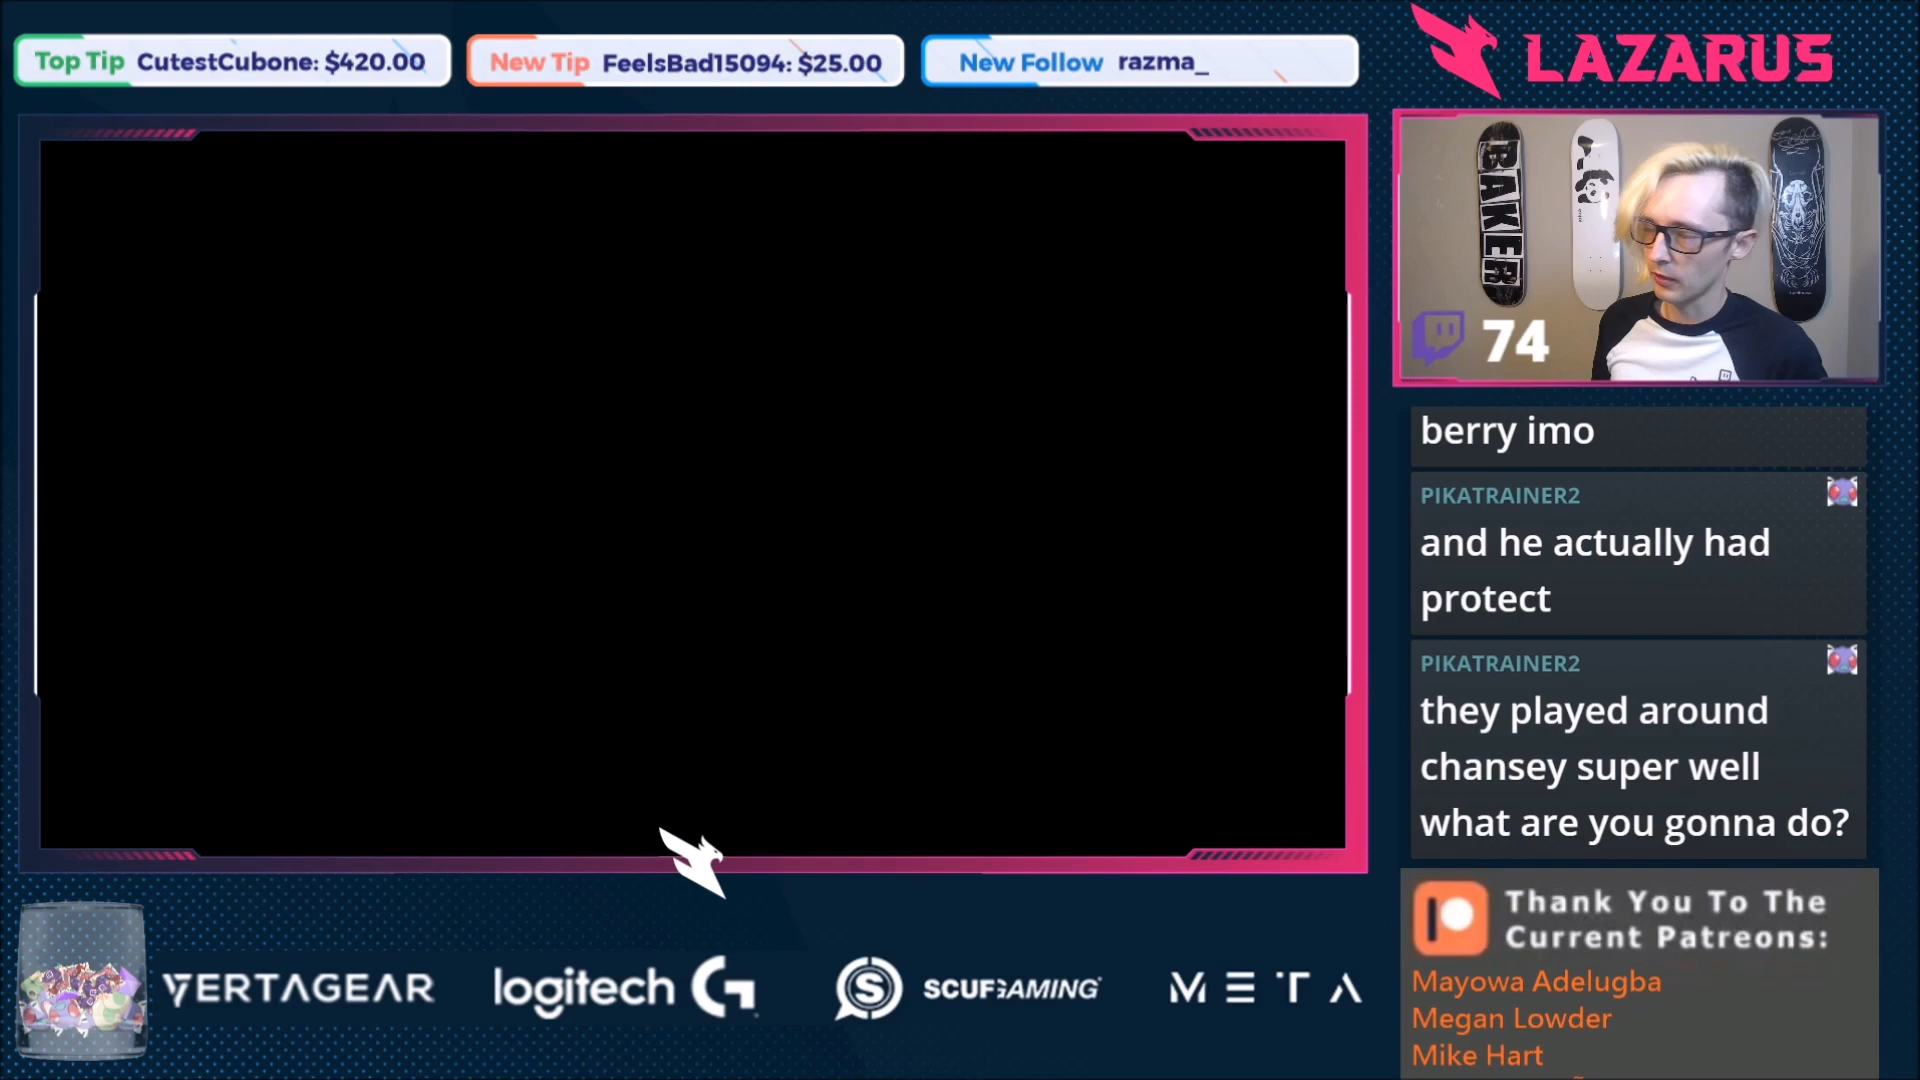 Top Tip CutestCubone: $420.00
New Tip FeelsBad15094: $25.00
New Follow razma_
LAZARUS
BAKER
74
berry imo
PIKATRAINER2
and he actually had
protect
PIKATRAINER2
they played around
chansey super well
what are you gonna do?
Thank You To The
Current Patreons:
Mayowa Adelugba
Megan Lowder
Mike Hart
VERTAGEAR
logitech G
S SCUF GAMING
META